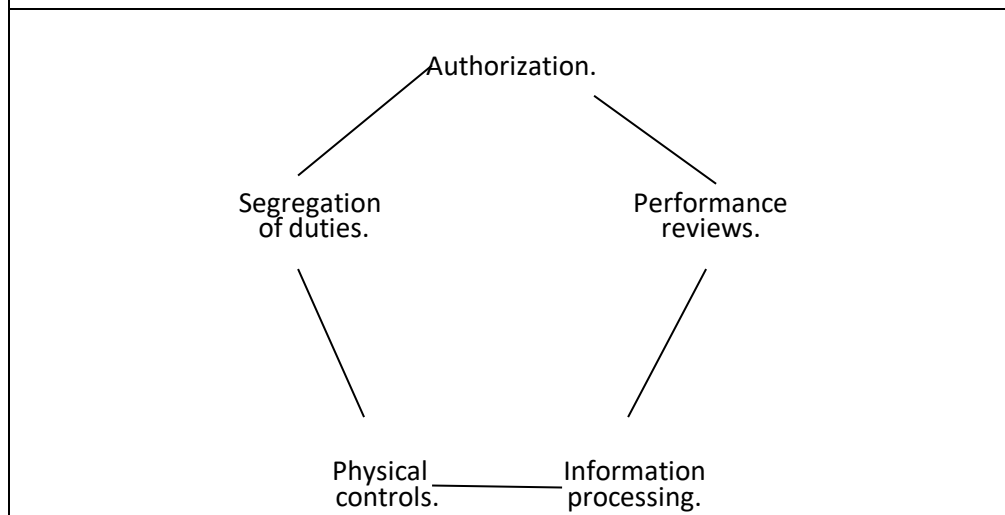 Authorization.
Segregation
of duties.
Performance
reviews.
Physical
controls.
Information
processing.